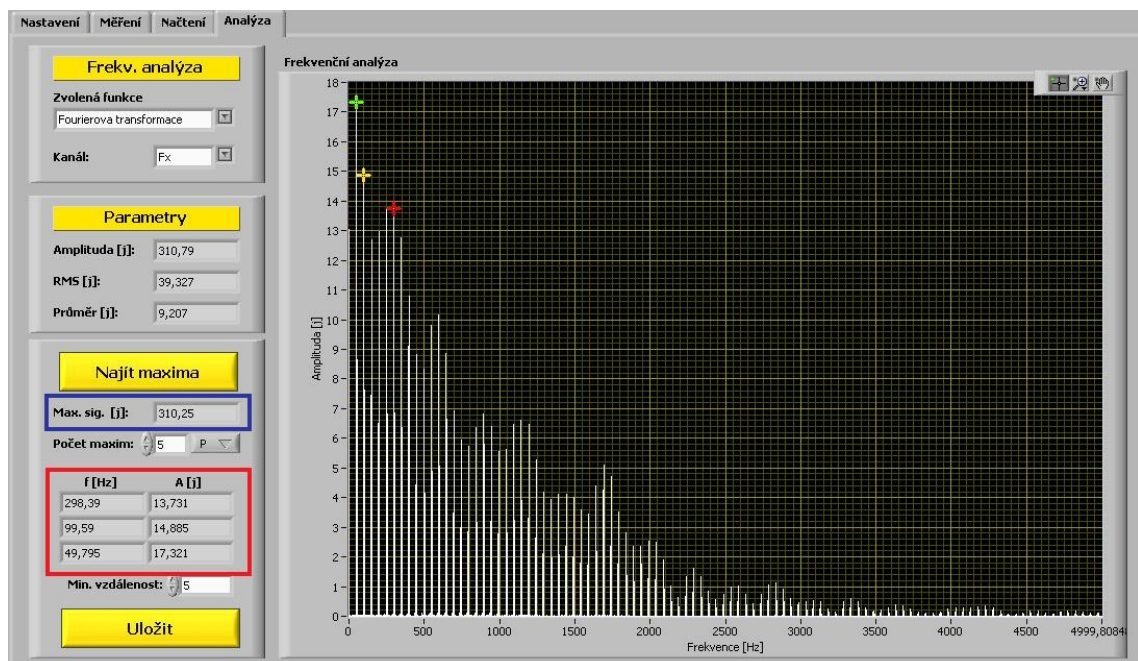 Nastavení Měření Načtení Analýza
Frekv. analýza
Zvolená funkce
Fourierova transformace
Kanál: Fx
Parametry
Amplituda [j]: 310,79
RMS [j]: 39,327
Průměr [j]: 9,207
Najít maxima
Max. sig. [j]: 310,25
Počet maxim: 5 P
f [Hz] A [j]
298,39 13,731
99,59 14,885
49,795 17,321
Min. vzdálenost: 5
Uložit
Frekvenční analýza
18
17
16
15
14
13
12
11
10
9
8
7
6
5
4
3
2
1
0
Amplituda [j]
0 500 1000 1500 2000 2500 3000 3500 4000 4500 4999,80848
Frekvence [Hz]